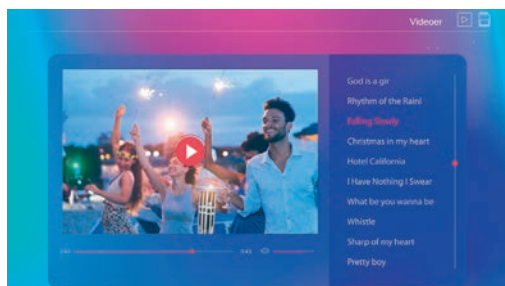 Videoer
God is a gir
Rhythm of the Rainl
Falling Slowly
Christmas in my heart
Hotel California
I Have Nothing I Swear
What be you wanna be
Whistle
Sharp of my heart
Pretty boy